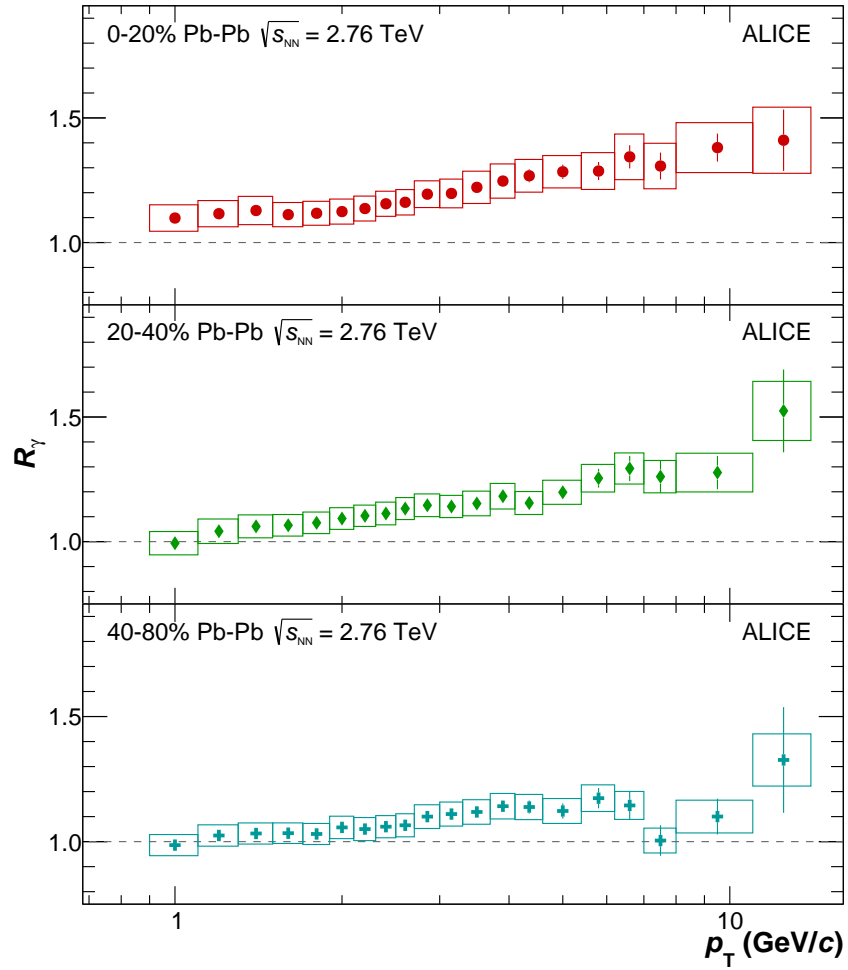 0-20% Pb-Pb √s_NN = 2.76 TeV ALICE
1.5
1.0
20-40% Pb-Pb √s_NN = 2.76 TeV ALICE
1.5
1.0
R_γ
40-80% Pb-Pb √s_NN = 2.76 TeV ALICE
1.5
1.0
1 10
p_T (GeV/c)